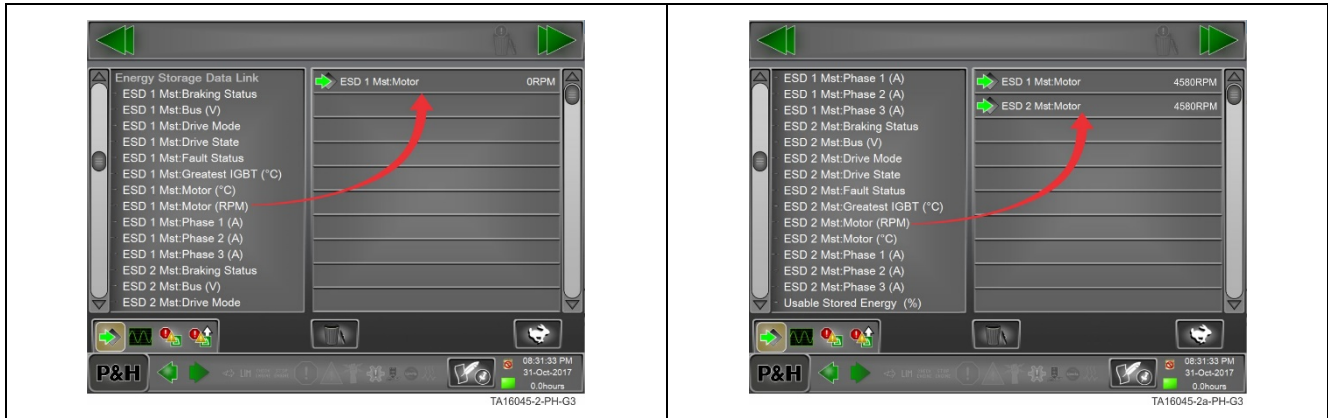 Energy Storage Data Link
ESD 1 Mst:Braking Status
ESD 1 Mst:Bus (V)
ESD 1 Mst:Drive Mode
ESD 1 Mst:Drive State
ESD 1 Mst:Fault Status
ESD 1 Mst:Greatest IGBT (°C)
ESD 1 Mst:Motor (°C)
ESD 1 Mst:Motor (RPM)
ESD 1 Mst:Phase 1 (A)
ESD 1 Mst:Phase 2 (A)
ESD 1 Mst:Phase 3 (A)
ESD 2 Mst:Braking Status
ESD 2 Mst:Bus (V)
ESD 2 Mst:Drive Mode
ESD 1 Mst:Motor 0RPM
P&H
LIM
08:31:33 PM
31-Oct-2017
0.0hours
TA16045-2-PH-G3
ESD 1 Mst:Phase 1 (A)
ESD 1 Mst:Phase 2 (A)
ESD 1 Mst:Phase 3 (A)
ESD 2 Mst:Braking Status
ESD 2 Mst:Bus (V)
ESD 2 Mst:Drive Mode
ESD 2 Mst:Drive State
ESD 2 Mst:Fault Status
ESD 2 Mst:Greatest IGBT (°C)
ESD 2 Mst:Motor (RPM)
ESD 2 Mst:Motor (°C)
ESD 2 Mst:Phase 1 (A)
ESD 2 Mst:Phase 2 (A)
ESD 2 Mst:Phase 3 (A)
Usable Stored Energy (%)
ESD 1 Mst:Motor 4580RPM
ESD 2 Mst:Motor 4580RPM
P&H
LIM
08:31:33 PM
31-Oct-2017
0.0hours
TA16045-2a-PH-G3